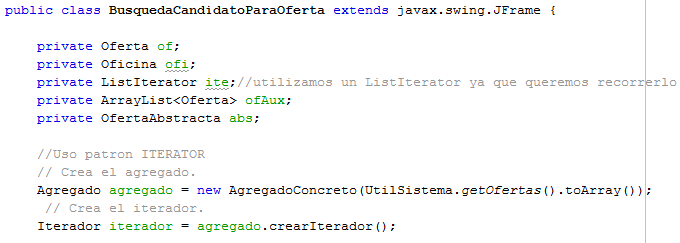 public class BusquedaCandidatoParaOferta extends javax.swing.JFrame {
private Oferta of;
private Oficina ofi;
private ListIterator ite;//utilizamos un ListIterator ya que queremos recorrerlo
private ArrayList<Oferta> ofAux;
private OfertaAbstracta abs;
//Uso patron ITERATOR
// Crea el agregado.
Agregado agregado = new AgregadoConcreto(UtilSistema.getOfertas().toArray());
// Crea el iterador.
Iterador iterador = agregado.crearIterador();